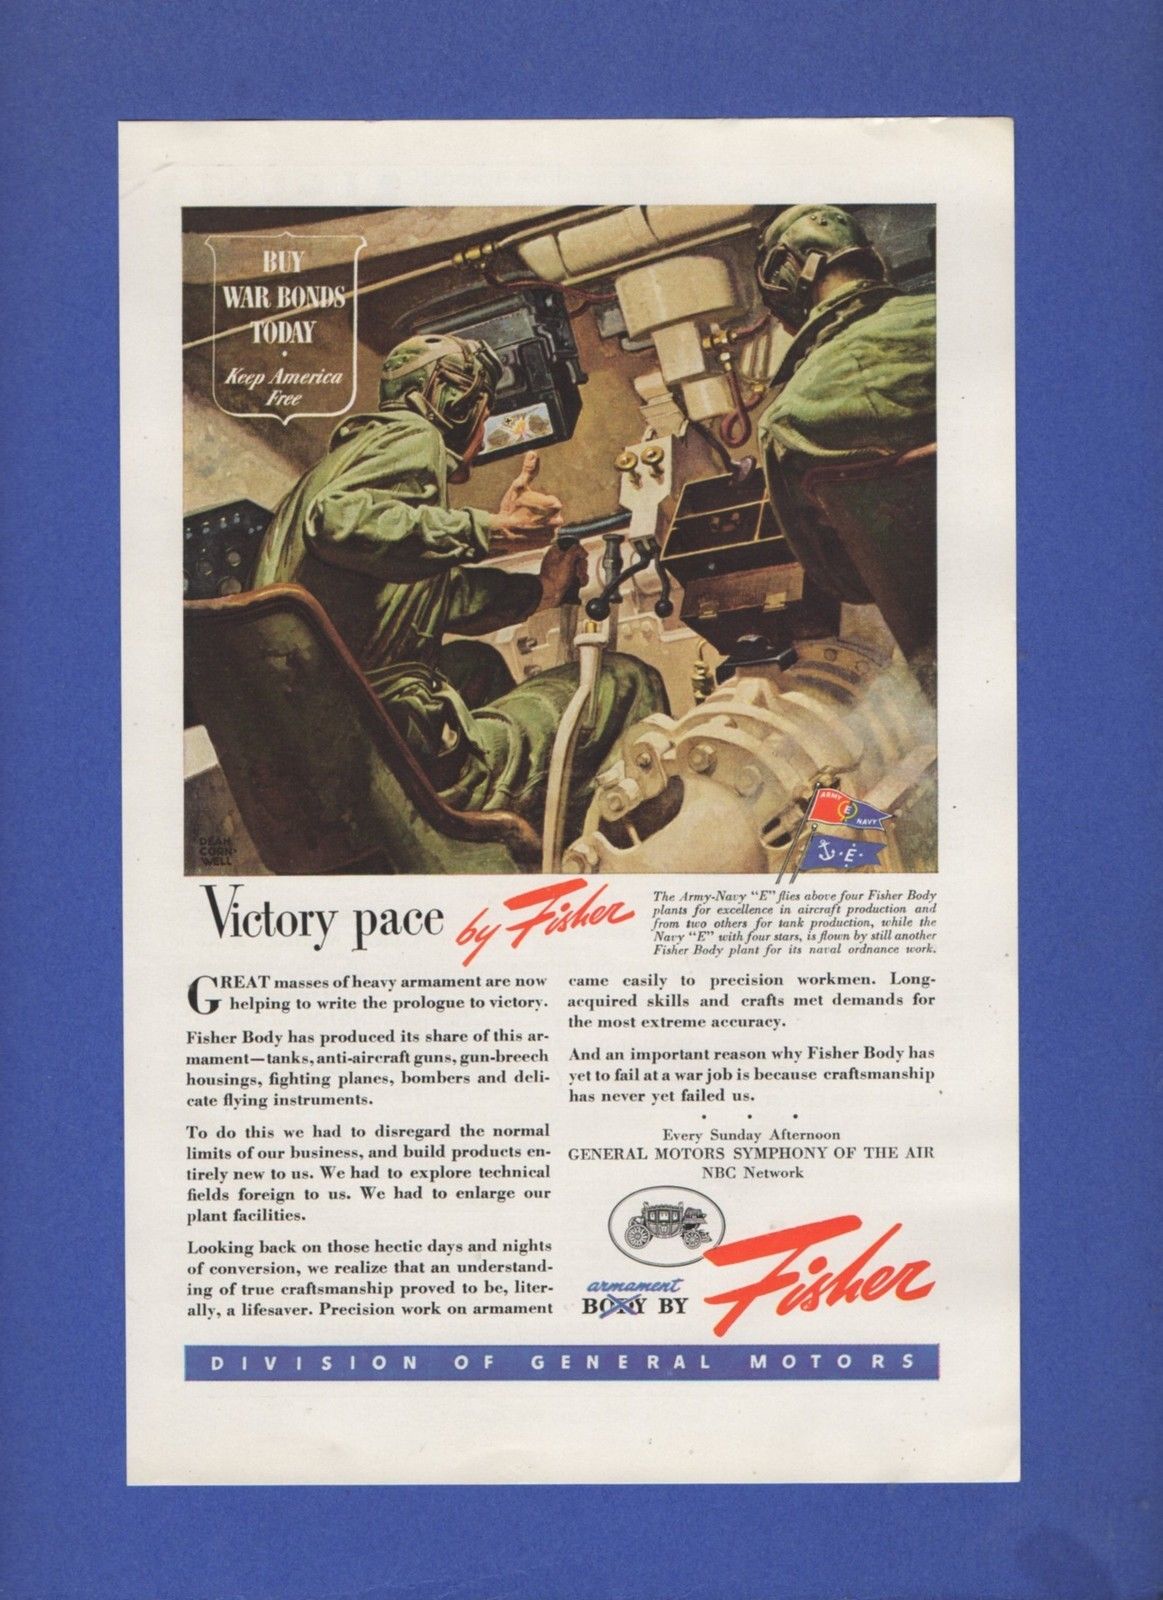 BUY
WAR BONDS
TODAY
•
Keep America
Free
DEAN
CORN-
WELL
ARMY
E
NAVY
E
Victory pace by Fisher
The Army-Navy "E" flies above four Fisher Body
plants for excellence in aircraft production and
from two others for tank production, while the
Navy "E" with four stars, is flown by still another
Fisher Body plant for its naval ordnance work.
GREAT masses of heavy armament are now
helping to write the prologue to victory.
Fisher Body has produced its share of this ar-
mament—tanks, anti-aircraft guns, gun-breech
housings, fighting planes, bombers and deli-
cate flying instruments.
To do this we had to disregard the normal
limits of our business, and build products en-
tirely new to us. We had to explore technical
fields foreign to us. We had to enlarge our
plant facilities.
Looking back on those hectic days and nights
of conversion, we realize that an understand-
ing of true craftsmanship proved to be, liter-
ally, a lifesaver. Precision work on armament
came easily to precision workmen. Long-
acquired skills and crafts met demands for
the most extreme accuracy.
And an important reason why Fisher Body has
yet to fail at a war job is because craftsmanship
has never yet failed us.
• • •
Every Sunday Afternoon
GENERAL MOTORS SYMPHONY OF THE AIR
NBC Network
armament
BODY BY Fisher
DIVISION OF GENERAL MOTORS